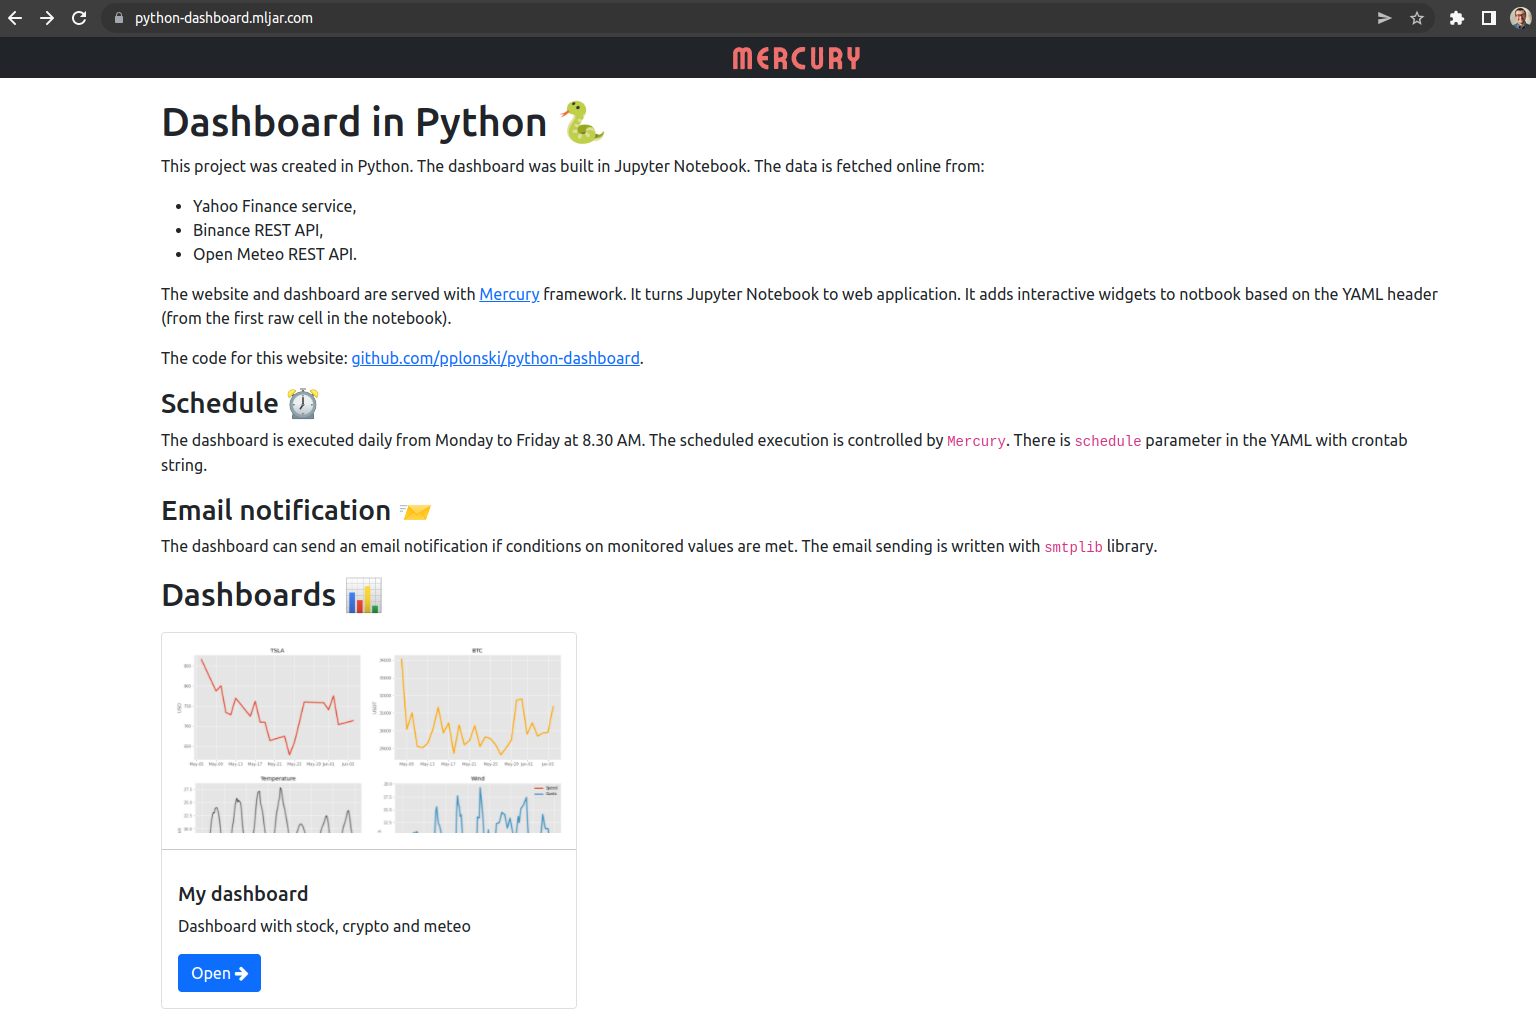 python-dashboard.mljar.com
MERCURY
Dashboard in Python
This project was created in Python. The dashboard was built in Jupyter Notebook. The data is fetched online from:
Yahoo Finance service,
Binance REST API,
Open Meteo REST API.
The website and dashboard are served with Mercury framework. It turns Jupyter Notebook to web application. It adds interactive widgets to notbook based on the YAML header
(from the first raw cell in the notebook).
The code for this website: github.com/pplonski/python-dashboard.
Schedule
The dashboard is executed daily from Monday to Friday at 8.30 AM. The scheduled execution is controlled by Mercury. There is schedule parameter in the YAML with crontab
string.
Email notification
The dashboard can send an email notification if conditions on monitored values are met. The email sending is written with smtplib library.
Dashboards
TSLA BTC
USD USDT
Temperature Wind
My dashboard
Dashboard with stock, crypto and meteo
Open